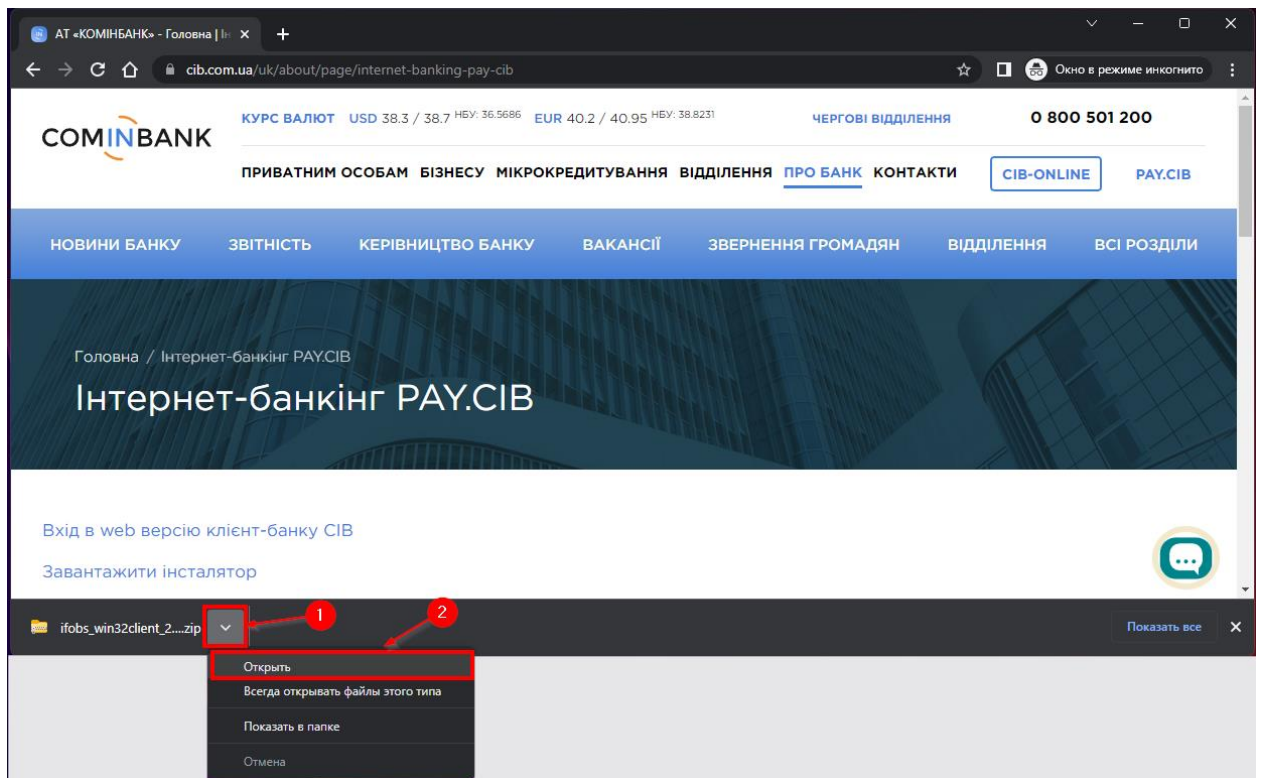 АТ «КОМІНБАНК» - Головна | Ін
cib.com.ua/uk/about/page/internet-banking-pay-cib
Окно в режиме инкогнито
COMINBANK
КУРС ВАЛЮТ USD 38.3 / 38.7 НБУ: 36.5686 EUR 40.2 / 40.95 НБУ: 38.8231 ЧЕРГОВІ ВІДДІЛЕННЯ 0 800 501 200
ПРИВАТНИМ ОСОБАМ БІЗНЕСУ МІКРОКРЕДИТУВАННЯ ВІДДІЛЕННЯ ПРО БАНК КОНТАКТИ CIB-ONLINE PAY.CIB
НОВИНИ БАНКУ ЗВІТНІСТЬ КЕРІВНИЦТВО БАНКУ ВАКАНСІЇ ЗВЕРНЕННЯ ГРОМАДЯН ВІДДІЛЕННЯ ВСІ РОЗДІЛИ
Головна / Інтернет-банкінг PAY.CIB
Інтернет-банкінг PAY.CIB
Вхід в web версію клієнт-банку CIB
Завантажити інсталятор
1 2
ifobs_win32client_2....zip Показать все
Открыть
Всегда открывать файлы этого типа
Показать в папке
Отмена